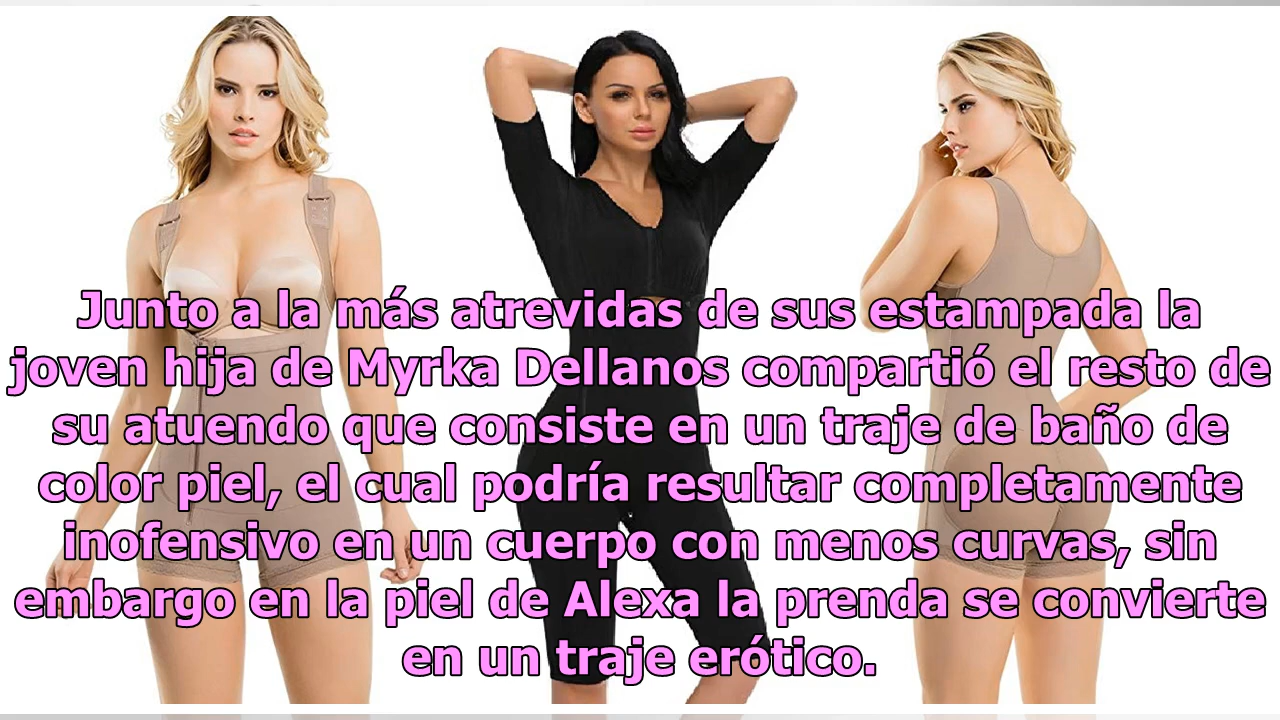 Junto a la más atrevidas de sus estampada la
joven hija de Myrka Dellanos compartió el resto de
su atuendo que consiste en un traje de baño de
color piel, el cual podría resultar completamente
inofensivo en un cuerpo con menos curvas, sin
embargo en la piel de Alexa la prenda se convierte
en un traje erótico.